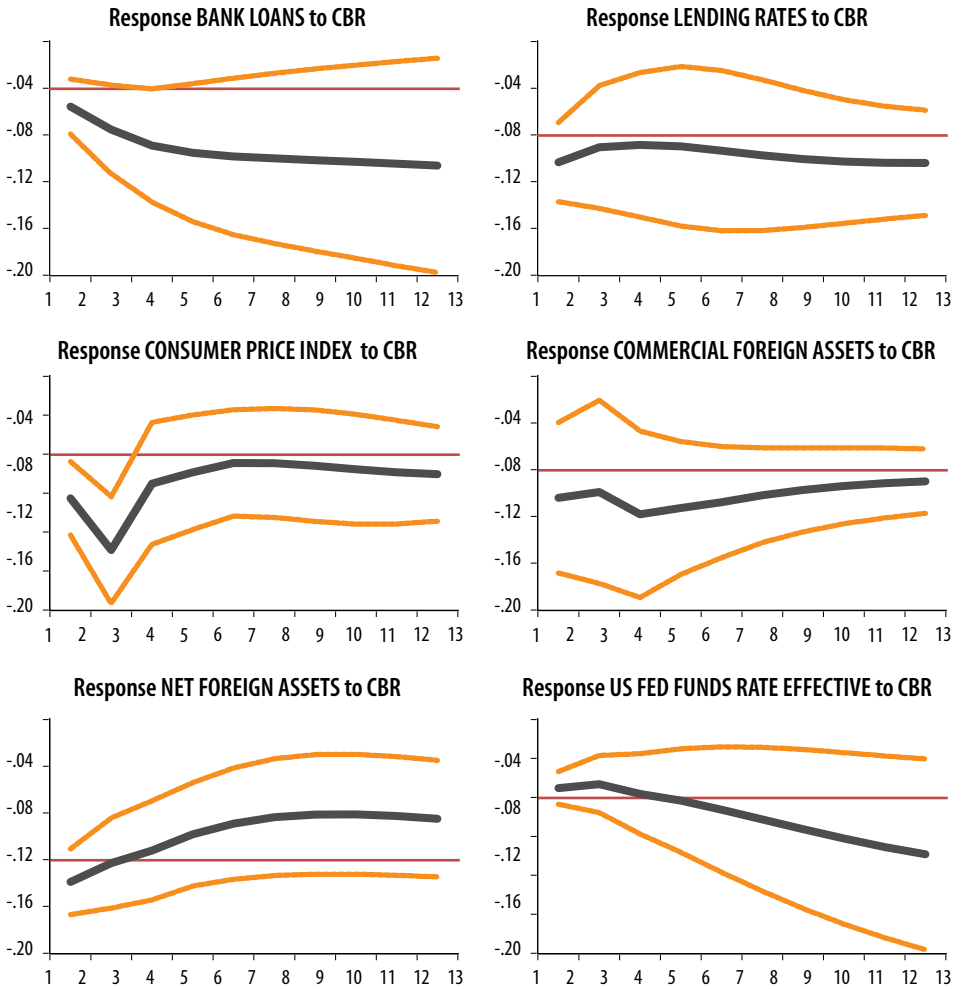 Response BANK LOANS to CBR
-.04
-.08
-.12
-.16
-.20
1 2 3 4 5 6 7 8 9 10 11 12 13
Response LENDING RATES to CBR
-.04
-.08
-.12
-.16
-.20
1 2 3 4 5 6 7 8 9 10 11 12 13
Response CONSUMER PRICE INDEX to CBR
-.04
-.08
-.12
-.16
-.20
1 2 3 4 5 6 7 8 9 10 11 12 13
Response COMMERCIAL FOREIGN ASSETS to CBR
-.04
-.08
-.12
-.16
-.20
1 2 3 4 5 6 7 8 9 10 11 12 13
Response NET FOREIGN ASSETS to CBR
-.04
-.08
-.12
-.16
-.20
1 2 3 4 5 6 7 8 9 10 11 12 13
Response US FED FUNDS RATE EFFECTIVE to CBR
-.04
-.08
-.12
-.16
-.20
1 2 3 4 5 6 7 8 9 10 11 12 13